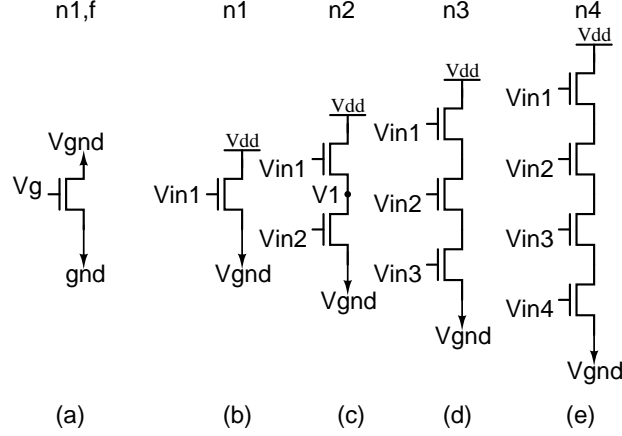 n1,f n1 n2 n3 n4
Vdd
Vdd
Vin1
Vdd
Vin1
Vgnd
Vdd
Vin1
Vin2
Vg
Vin1
V1
Vin2
Vin2
Vin3
gnd
Vgnd
Vin3
Vin4
Vgnd
Vgnd
Vgnd
(a) (b) (c) (d) (e)